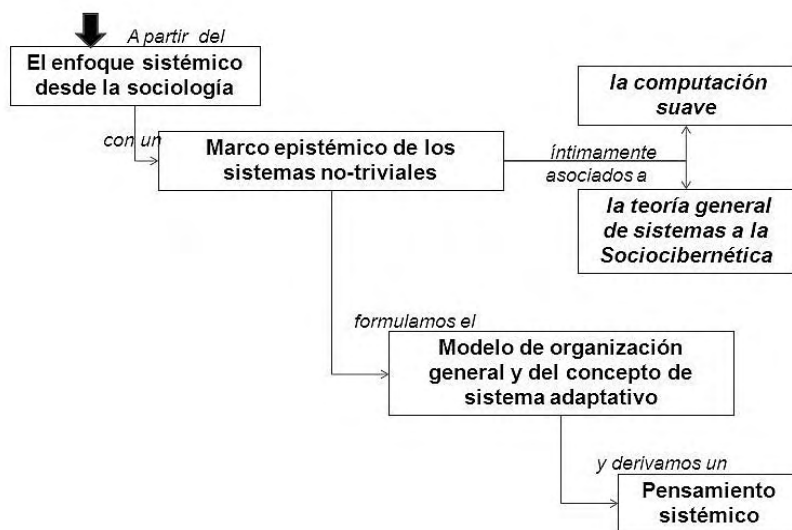 A partir del
El enfoque sistémico
desde la sociología
con un
Marco epistémico de los
sistemas no-triviales
íntimamente
asociados a
la computación
suave
la teoría general
de sistemas a la
Sociocibernética
formulamos el
Modelo de organización
general y del concepto de
sistema adaptativo
y derivamos un
Pensamiento
sistémico